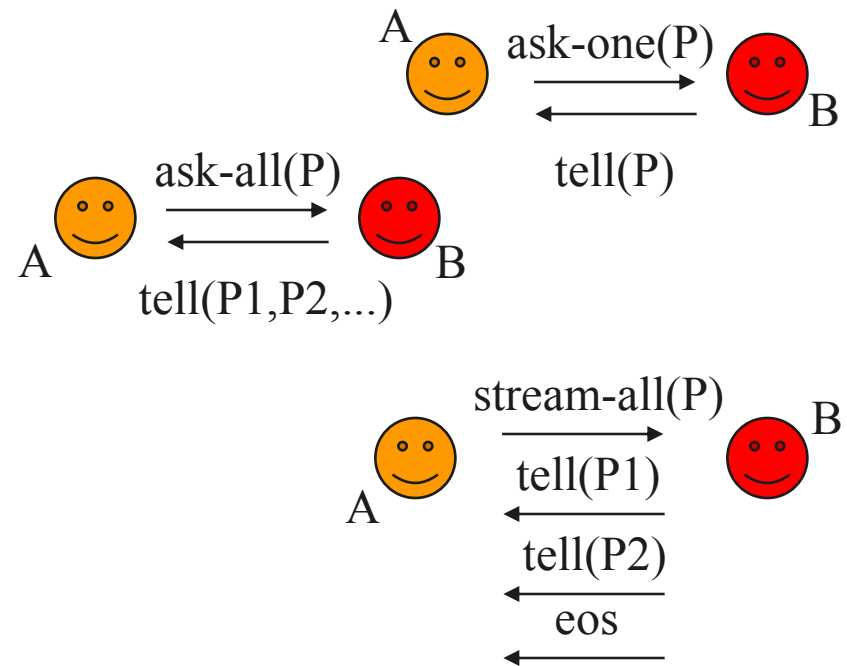 A
ask-one(P)
B
tell(P)
ask-all(P)
A
B
tell(P1,P2,...)
stream-all(P)
B
A
tell(P1)
tell(P2)
eos